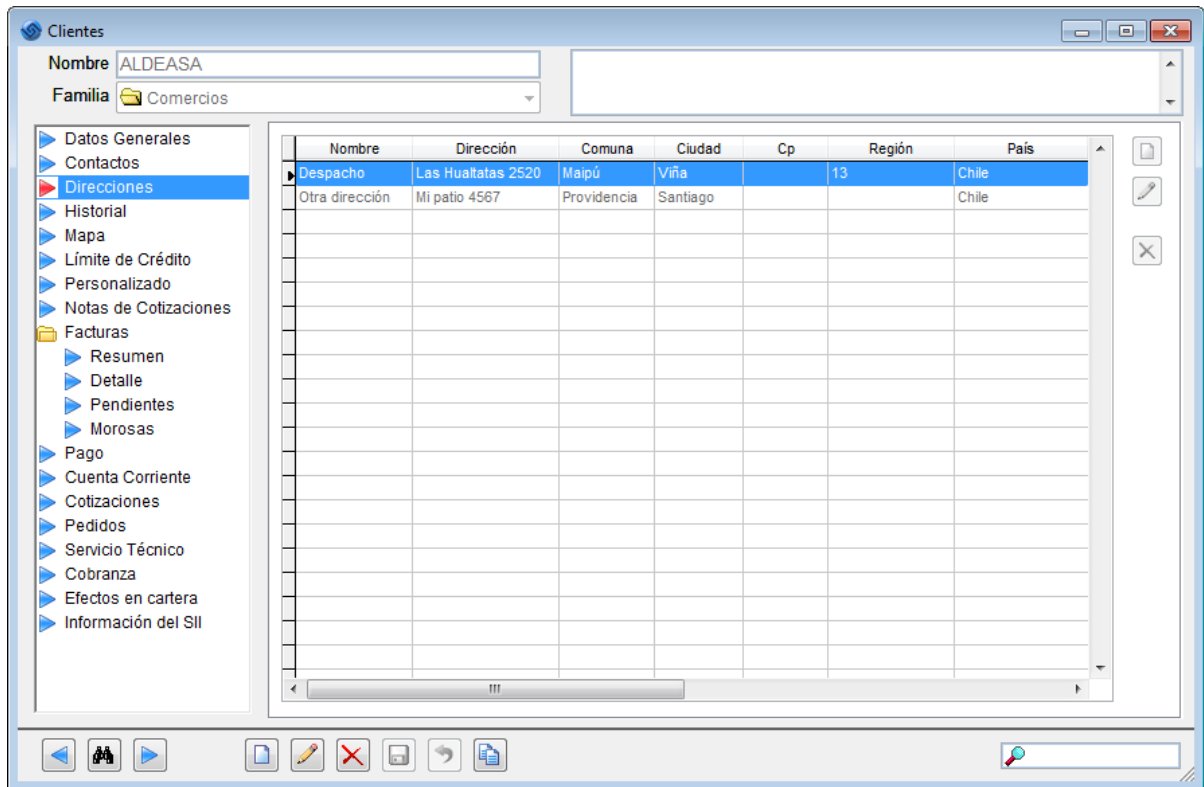 Clientes
Nombre ALDEASA
Familia Comercios
Datos Generales
Contactos
Direcciones
Historial
Mapa
Límite de Crédito
Personalizado
Notas de Cotizaciones
Facturas
Resumen
Detalle
Pendientes
Morosas
Pago
Cuenta Corriente
Cotizaciones
Pedidos
Servicio Técnico
Cobranza
Efectos en cartera
Información del SII
Nombre Dirección Comuna Ciudad Cp Región País
Despacho Las Hualtatas 2520 Maipú Viña 13 Chile
Otra dirección Mi patio 4567 Providencia Santiago Chile